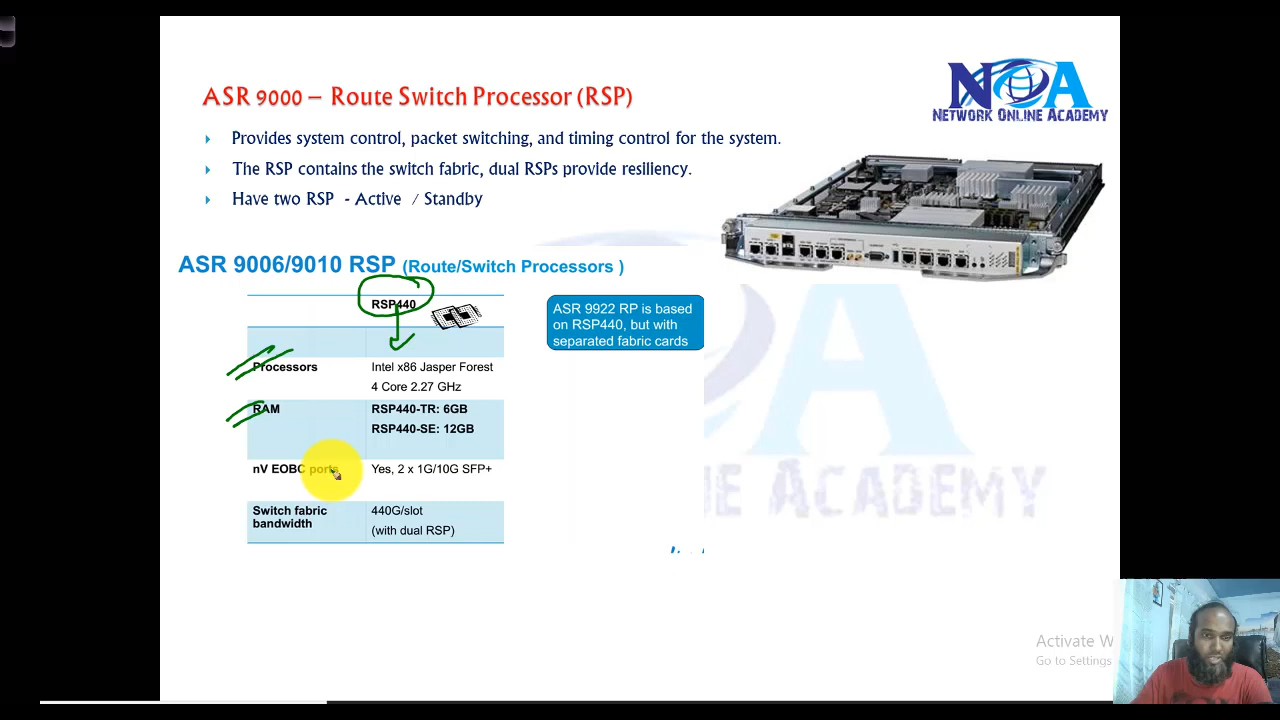 ASR 9000 – Route Switch Processor (RSP)
NOA
NETWORK ONLINE ACADEMY
Provides system control, packet switching, and timing control for the system.
The RSP contains the switch fabric, dual RSPs provide resiliency.
Have two RSP - Active / Standby
ASR 9006/9010 RSP (Route/Switch Processors )
RSP440
ASR 9922 RP is based
on RSP440, but with
separated fabric cards
Processors
Intel x86 Jasper Forest
4 Core 2.27 GHz
RAM
RSP440-TR: 6GB
RSP440-SE: 12GB
nV EOBC ports
Yes, 2 x 1G/10G SFP+
Switch fabric
bandwidth
440G/slot
(with dual RSP)
NE ONLINE ACADEMY
Activate W
Go to Settings